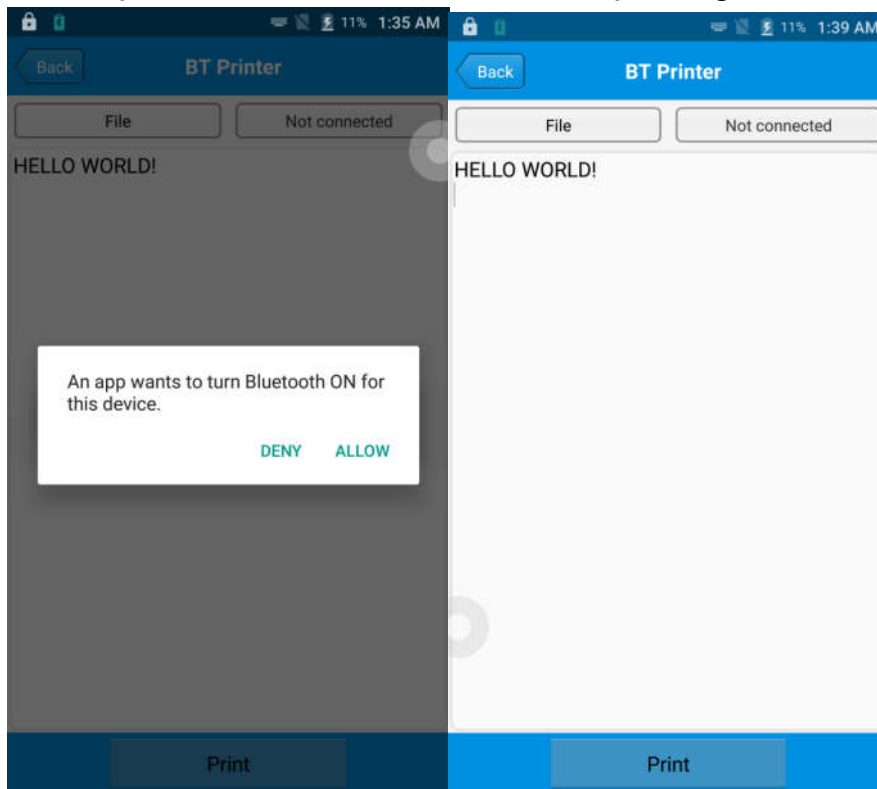 11% 1:35 AM
Back BT Printer
File Not connected
HELLO WORLD!
An app wants to turn Bluetooth ON for
this device.
DENY ALLOW
Print
11% 1:39 AM
Back BT Printer
File Not connected
HELLO WORLD!
Print